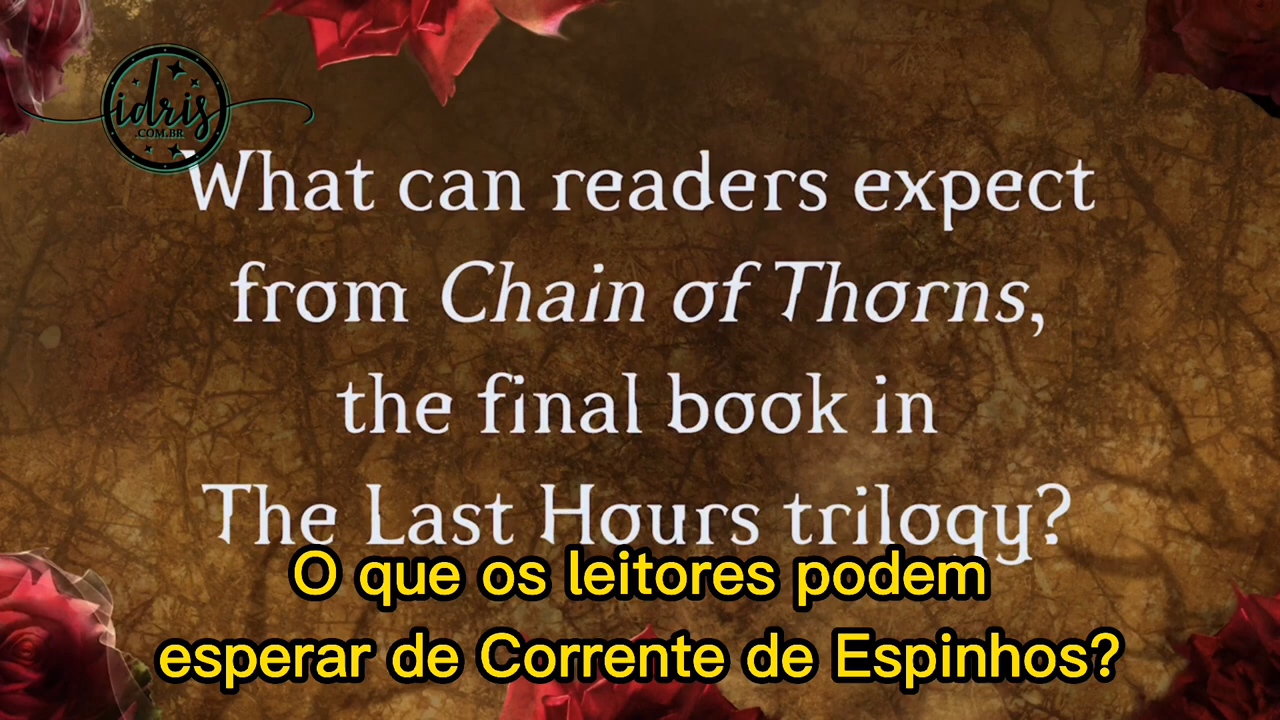 idris
.COM.BR
What can readers expect
from Chain of Thorns,
the final book in
The Last Hours trilogy?
O que os leitores podem
esperar de Corrente de Espinhos?